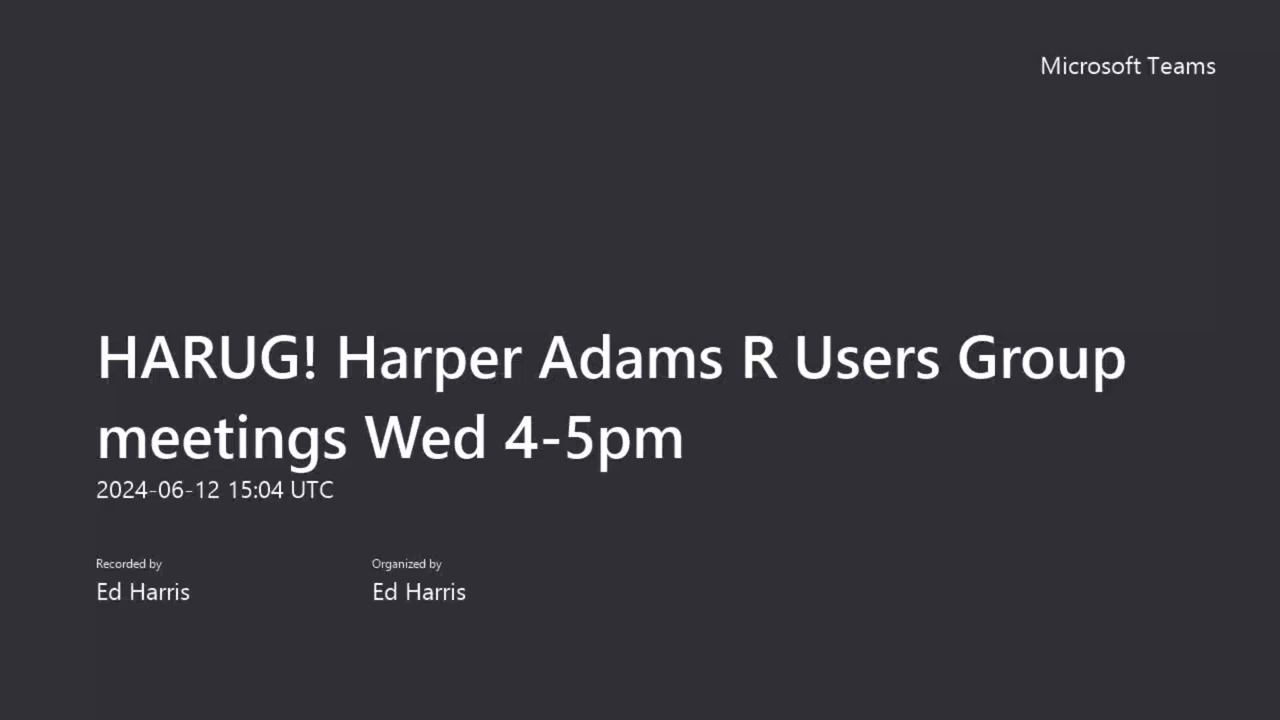 Microsoft Teams
HARUG! Harper Adams R Users Group
meetings Wed 4-5pm
2024-06-12 15:04 UTC
Recorded by
Ed Harris
Organized by
Ed Harris